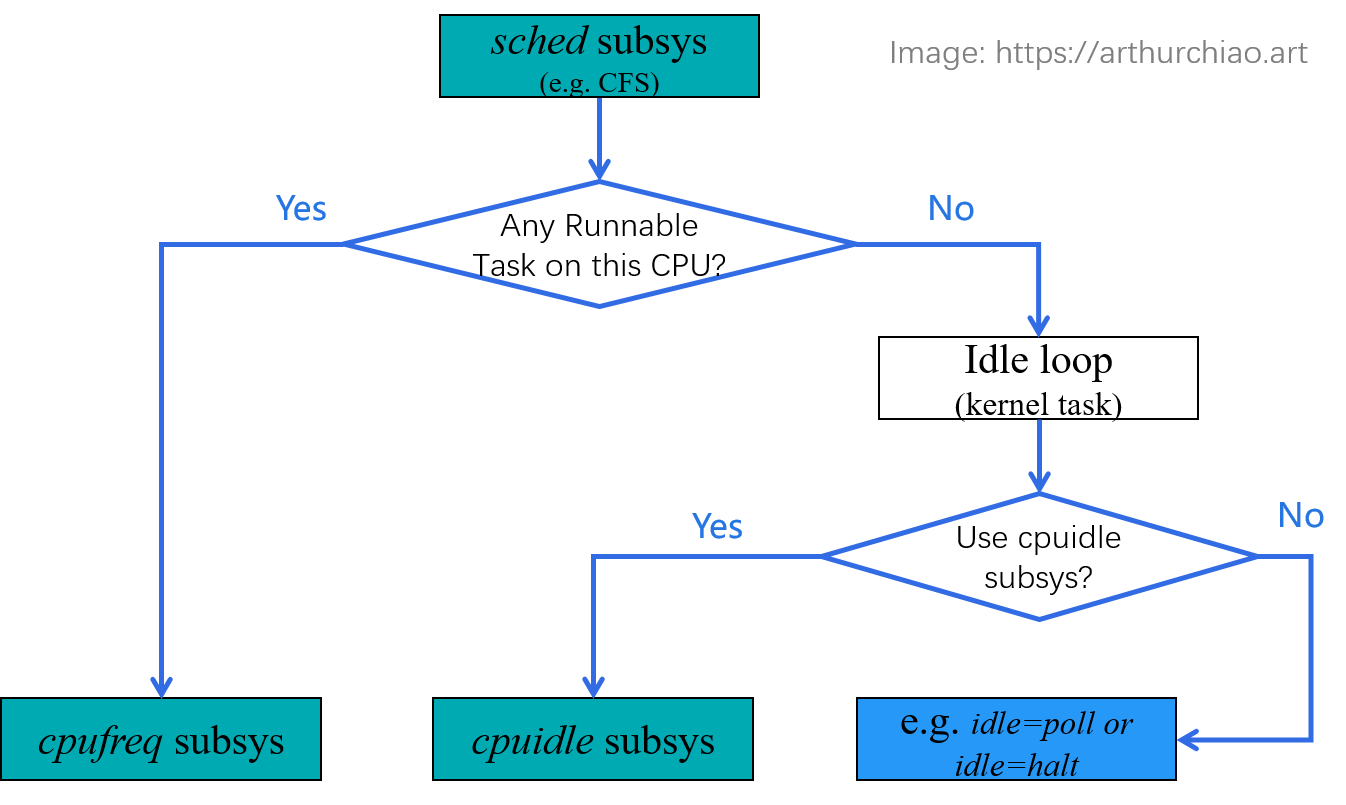 sched subsys
(e.g. CFS)
Image: https://arthurchiao.art
Yes
No
Any Runnable
Task on this CPU?
Idle loop
(kernel task)
Yes
No
Use cpuidle
subsys?
cpufreq subsys
cpuidle subsys
e.g. idle=poll or
idle=halt